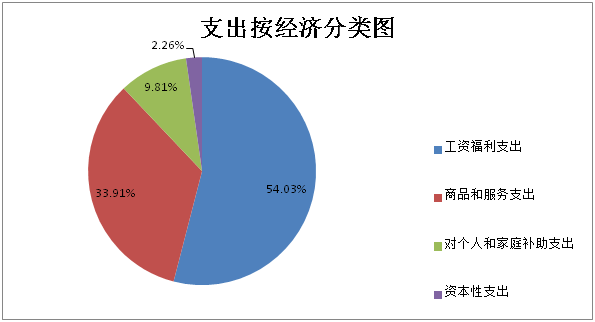 支出按经济分类图
2.26%
9.81%
33.91%
54.03%
工资福利支出
商品和服务支出
对个人和家庭补助支出
资本性支出